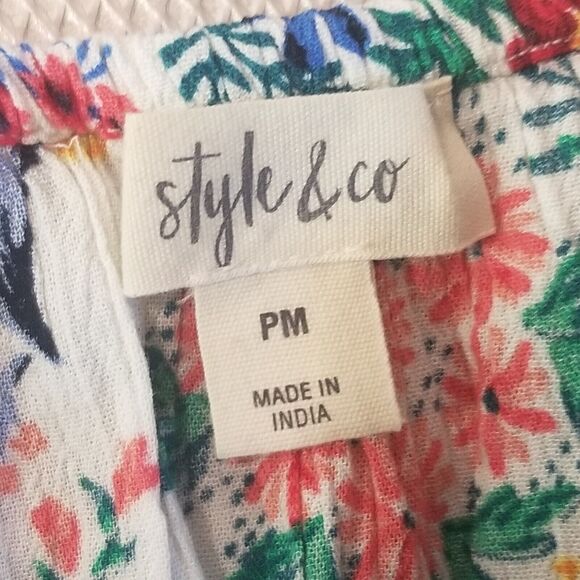 style & co
PM
MADE IN
INDIA